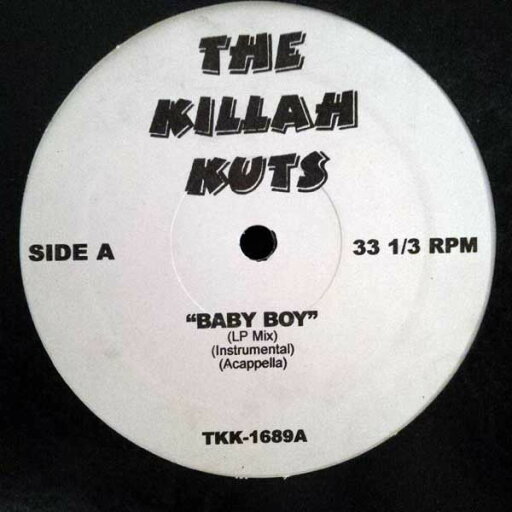 THE
KILLAH
KUTS
SIDE A
33 1/3 RPM
“BABY BOY”
(LP Mix)
(Instrumental)
(Acappella)
TKK-1689A